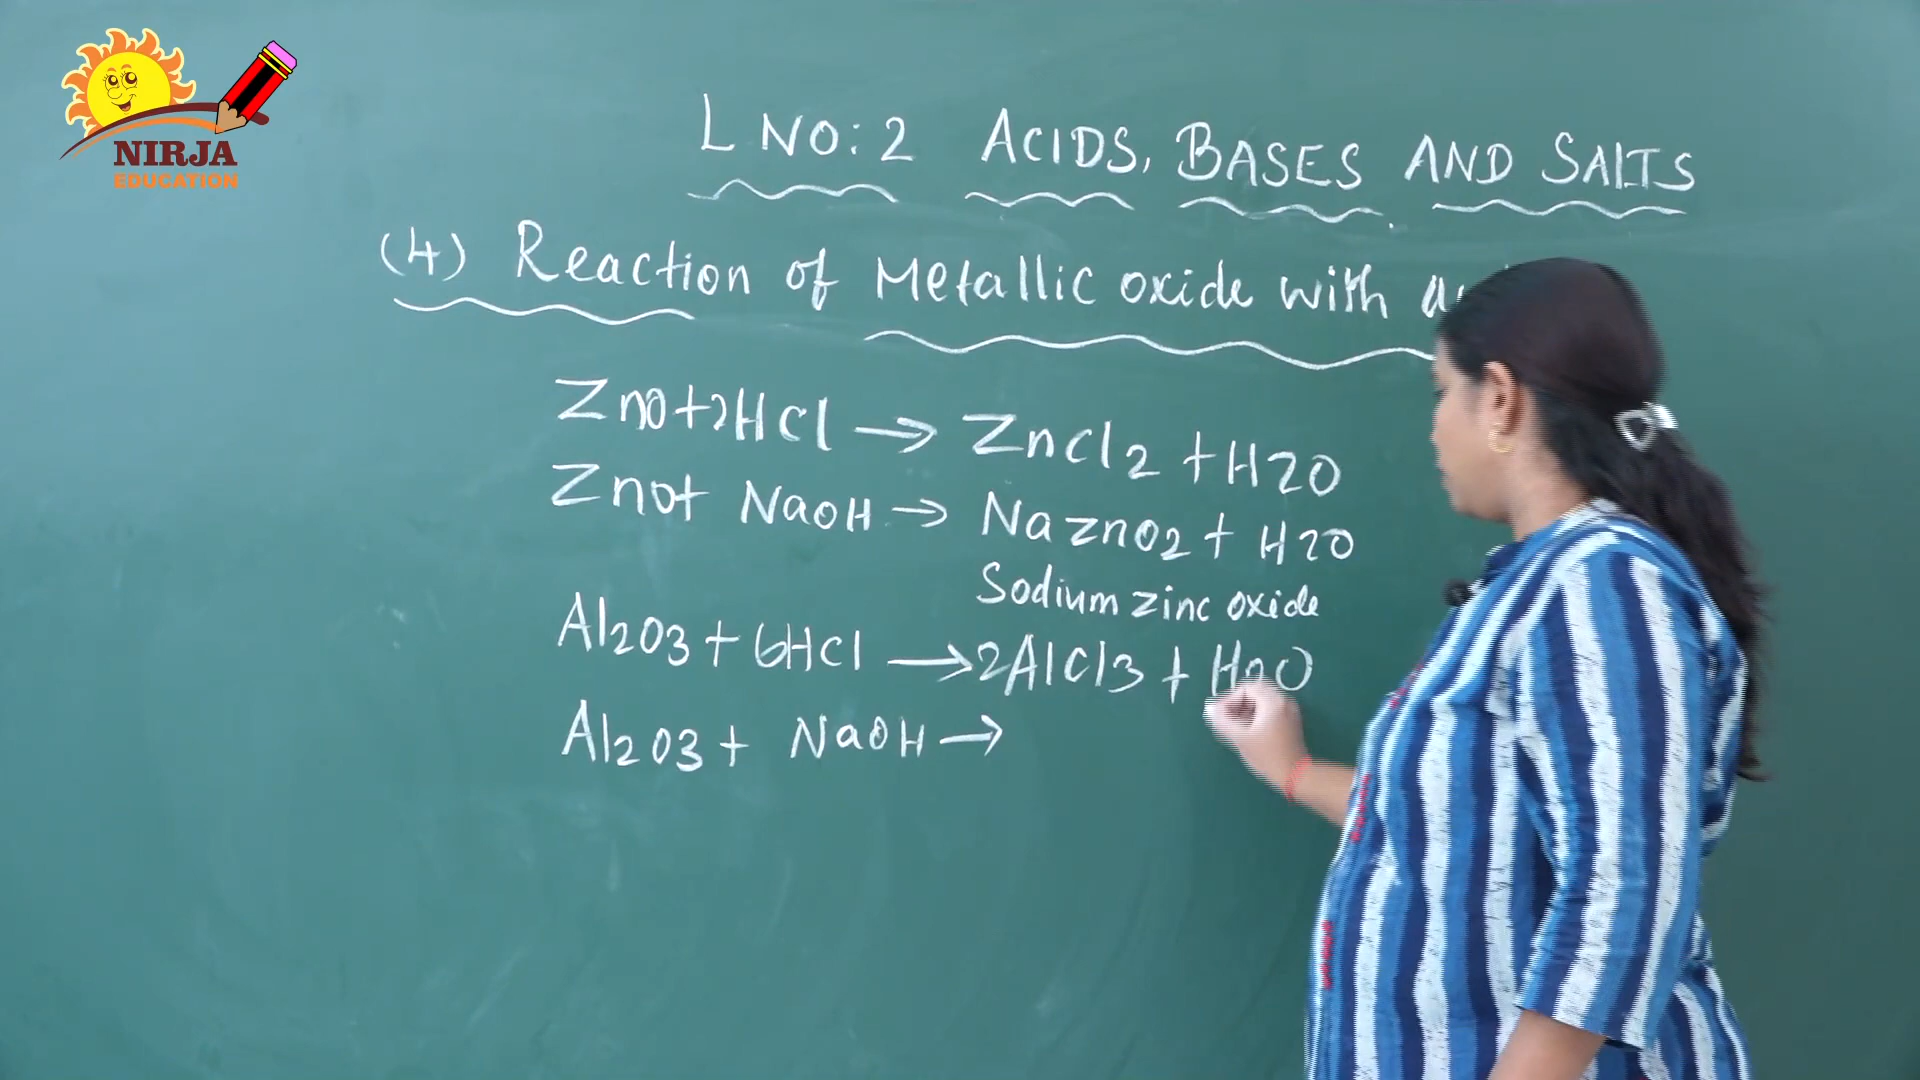 NIRJA
EDUCATION
L NO: 2 ACIDS, BASES AND SALTS
(4) Reaction of Metallic oxide with
ZnO+2HCl → ZnCl2 + H2O
ZnO+ NaOH → NaZnO2 + H2O
Sodium zinc oxide
Al2O3 + 6HCl → 2AlCl3 + H2O
Al2O3 + NaOH →